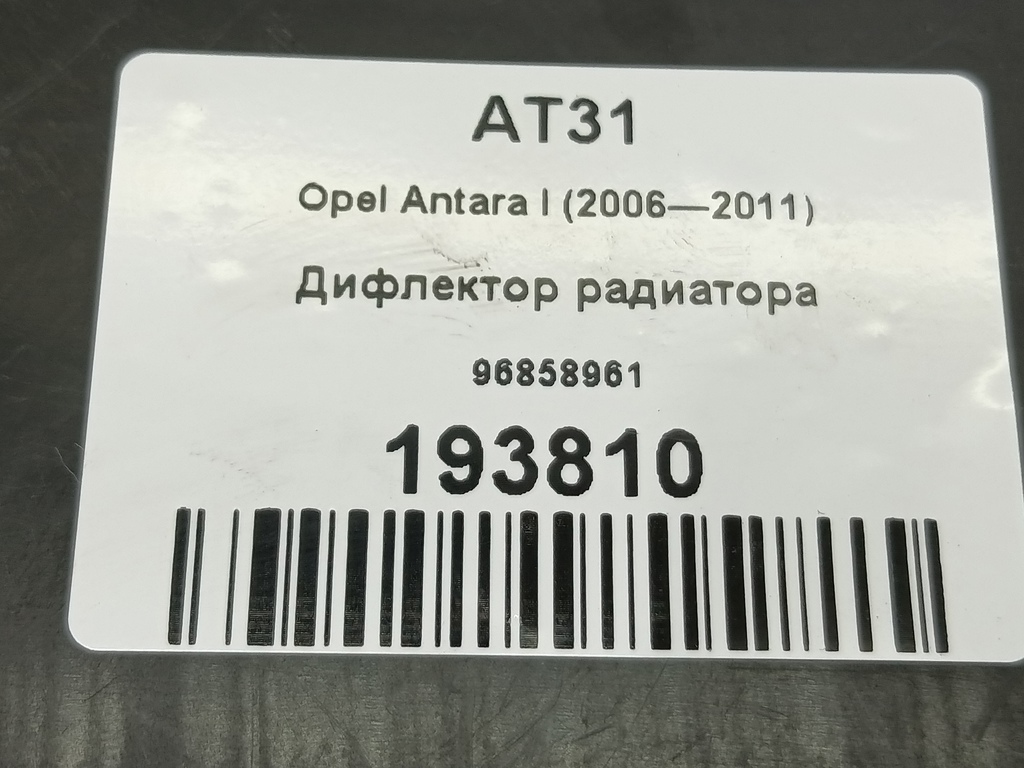 AT31
Opel Antara I (2006—2011)
Дифлектор радиатора
96858961
193810